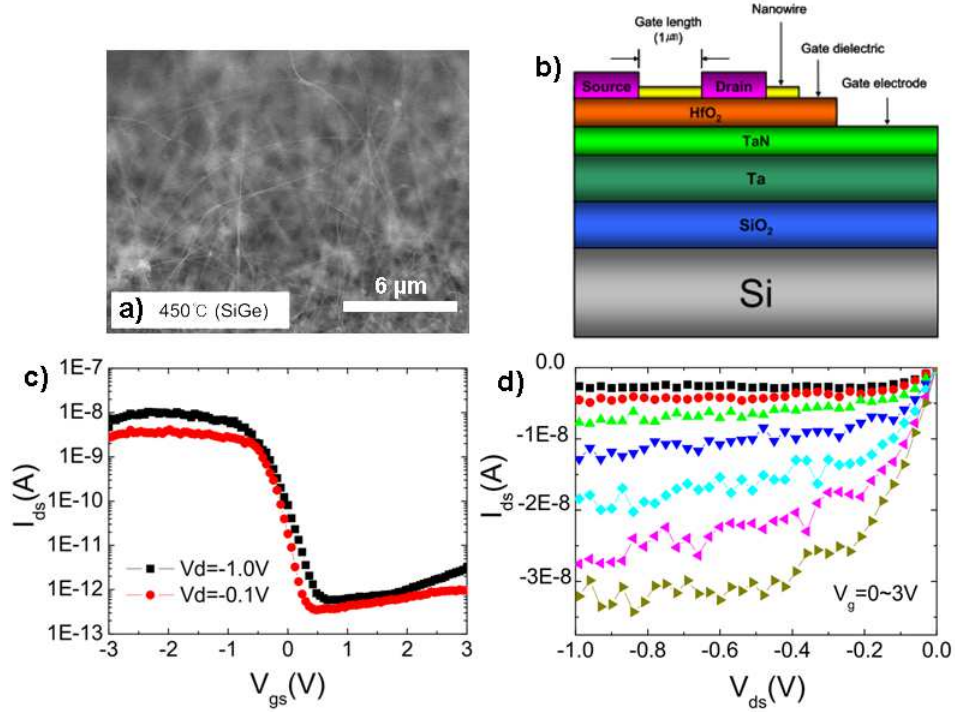 a) 450℃ (SiGe)
6 µm
b)
Gate length
(1㎛)
Nanowire
Gate dielectric
Gate electrode
Source
Drain
HfO₂
TaN
Ta
SiO₂
Si
c)
1E-7
1E-8
1E-9
1E-10
1E-11
1E-12
1E-13
Ids(A)
Vd=-1.0V
Vd=-0.1V
-3 -2 -1 0 1 2 3
Vgs(V)
d)
0.0
-1E-8
-2E-8
-3E-8
Ids(A)
Vg=0~3V
-1.0 -0.8 -0.6 -0.4 -0.2 0.0
Vds(V)